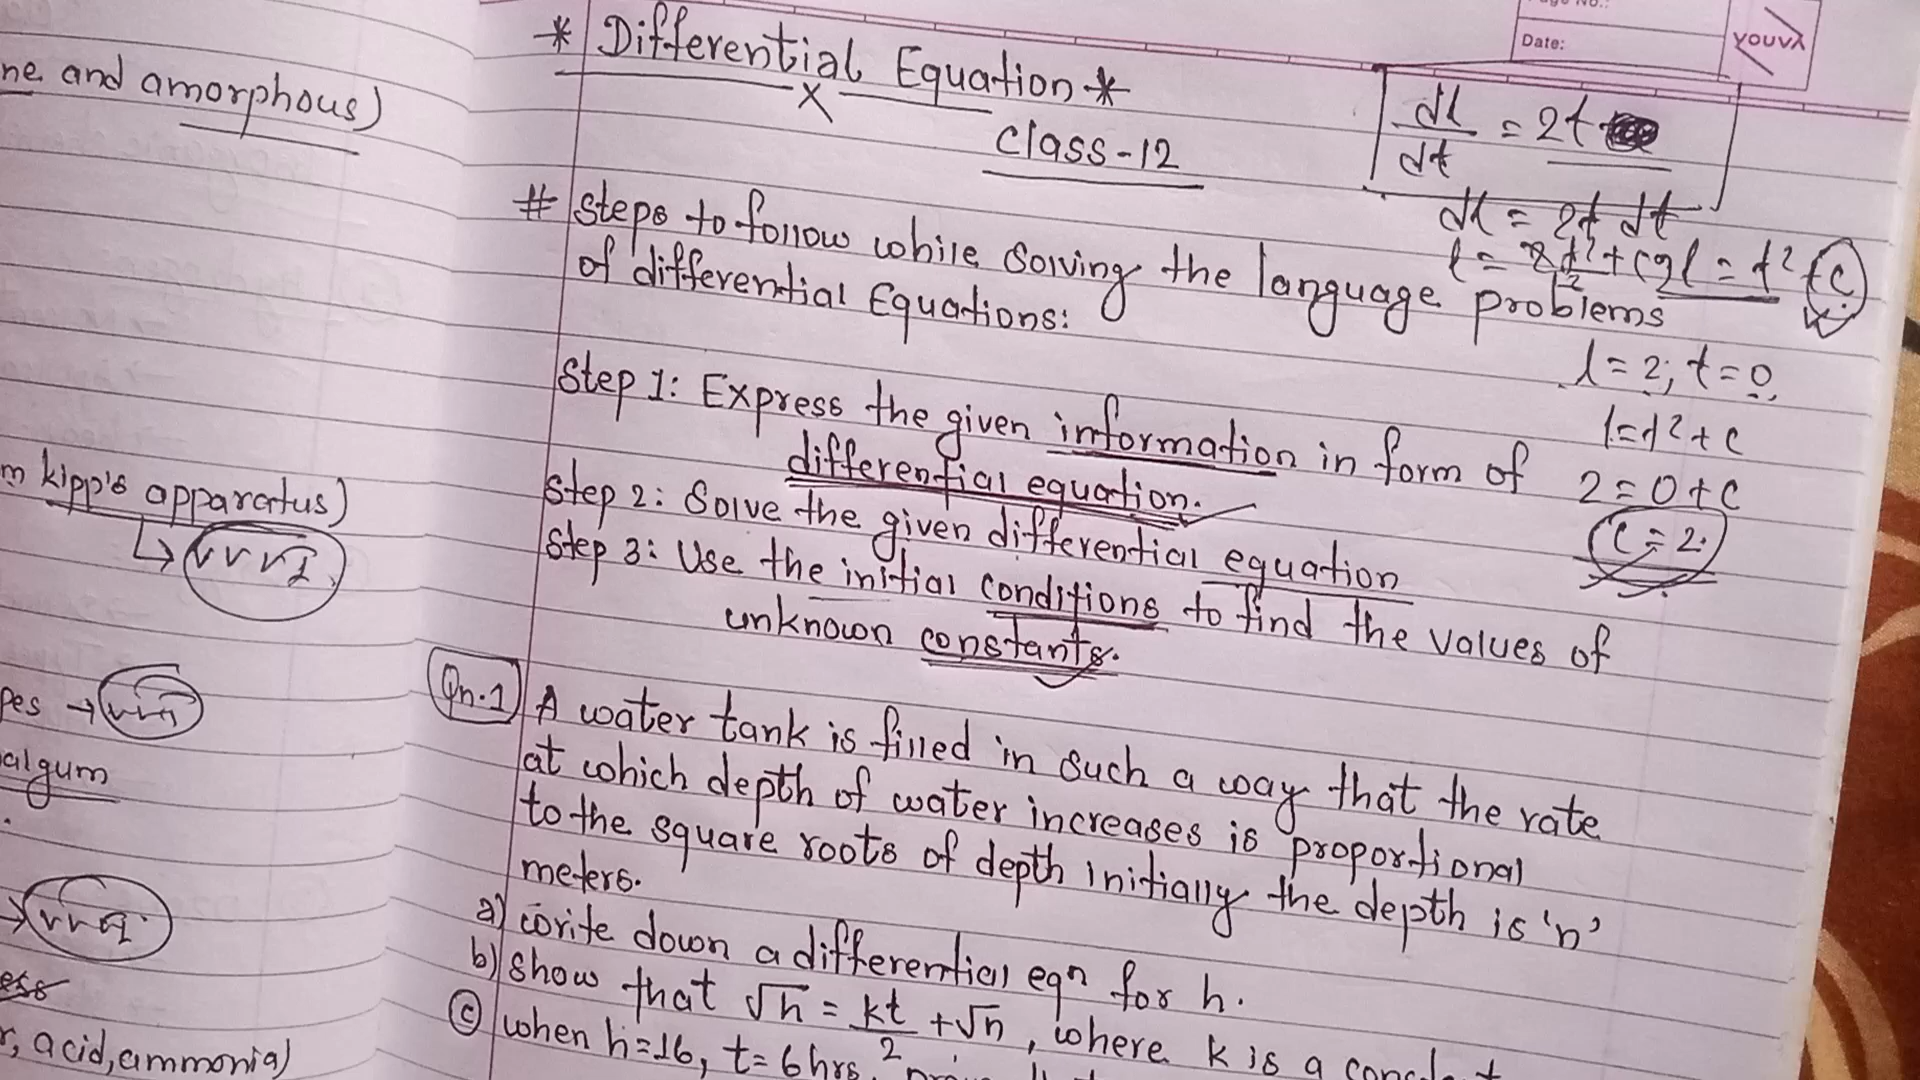 ne and amorphous)
m kipp's apparatus)
pes →
algum
ess
r, acid, ammonia)
Date:
YOUVA
* Differential Equation *
X
class-12
dl/dt = 2t
dl = 2t dt
l = 2t²/2 + c
l = t² + c
l = 2; t = 0
l = t² + c
2 = 0 + c
c = 2.
# steps to follow while solving the language problems
of differential Equations:
Step 1: Express the given information in form of
differential equation.
Step 2: Solve the given differential equation
Step 3: Use the initial conditions to find the values of
unknown constants.
Qn.1 A water tank is filled in such a way that the rate
at which depth of water increases is proportional
to the square roots of depth initially the depth is 'n'
meters.
a) write down a differential eqn for h.
b) show that √h = kt/2 + √n, where k is a
c) when h=16, t= 6hrs,